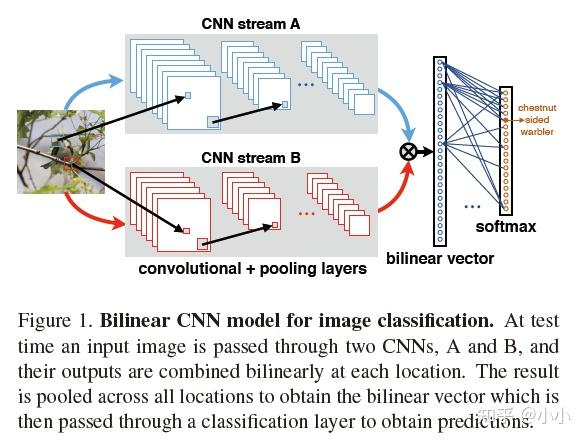 CNN stream A
chestnut
sided
warbler
CNN stream B
softmax
bilinear vector
convolutional + pooling layers
Figure 1. Bilinear CNN model for image classification. At test
time an input image is passed through two CNNs, A and B, and
their outputs are combined bilinearly at each location. The result
is pooled across all locations to obtain the bilinear vector which is
then passed through a classification layer to obtain predictions.
知乎 @小小